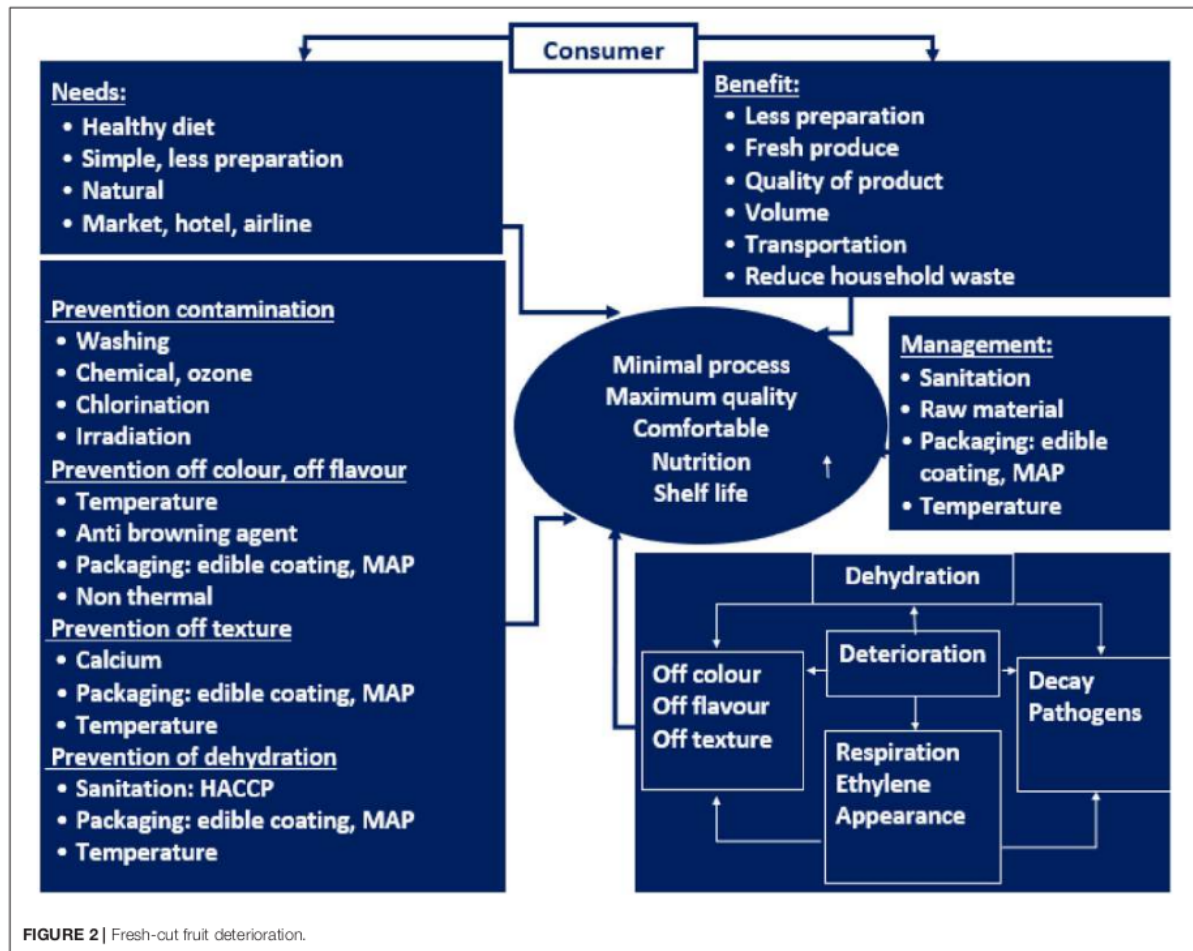 Consumer
Needs:
• Healthy diet
• Simple, less preparation
• Natural
• Market, hotel, airline
Benefit:
• Less preparation
• Fresh produce
• Quality of product
• Volume
• Transportation
• Reduce household waste
Prevention contamination
• Washing
• Chemical, ozone
• Chlorination
• Irradiation
Prevention off colour, off flavour
• Temperature
• Anti browning agent
• Packaging: edible coating, MAP
• Non thermal
Prevention off texture
• Calcium
• Packaging: edible coating, MAP
• Temperature
Prevention of dehydration
• Sanitation: HACCP
• Packaging: edible coating, MAP
• Temperature
Minimal process
Maximum quality
Comfortable
Nutrition
Shelf life
Management:
• Sanitation
• Raw material
• Packaging: edible
coating, MAP
• Temperature
Dehydration
Deterioration
Off colour
Off flavour
Off texture
Decay
Pathogens
Respiration
Ethylene
Appearance
FIGURE 2 | Fresh-cut fruit deterioration.